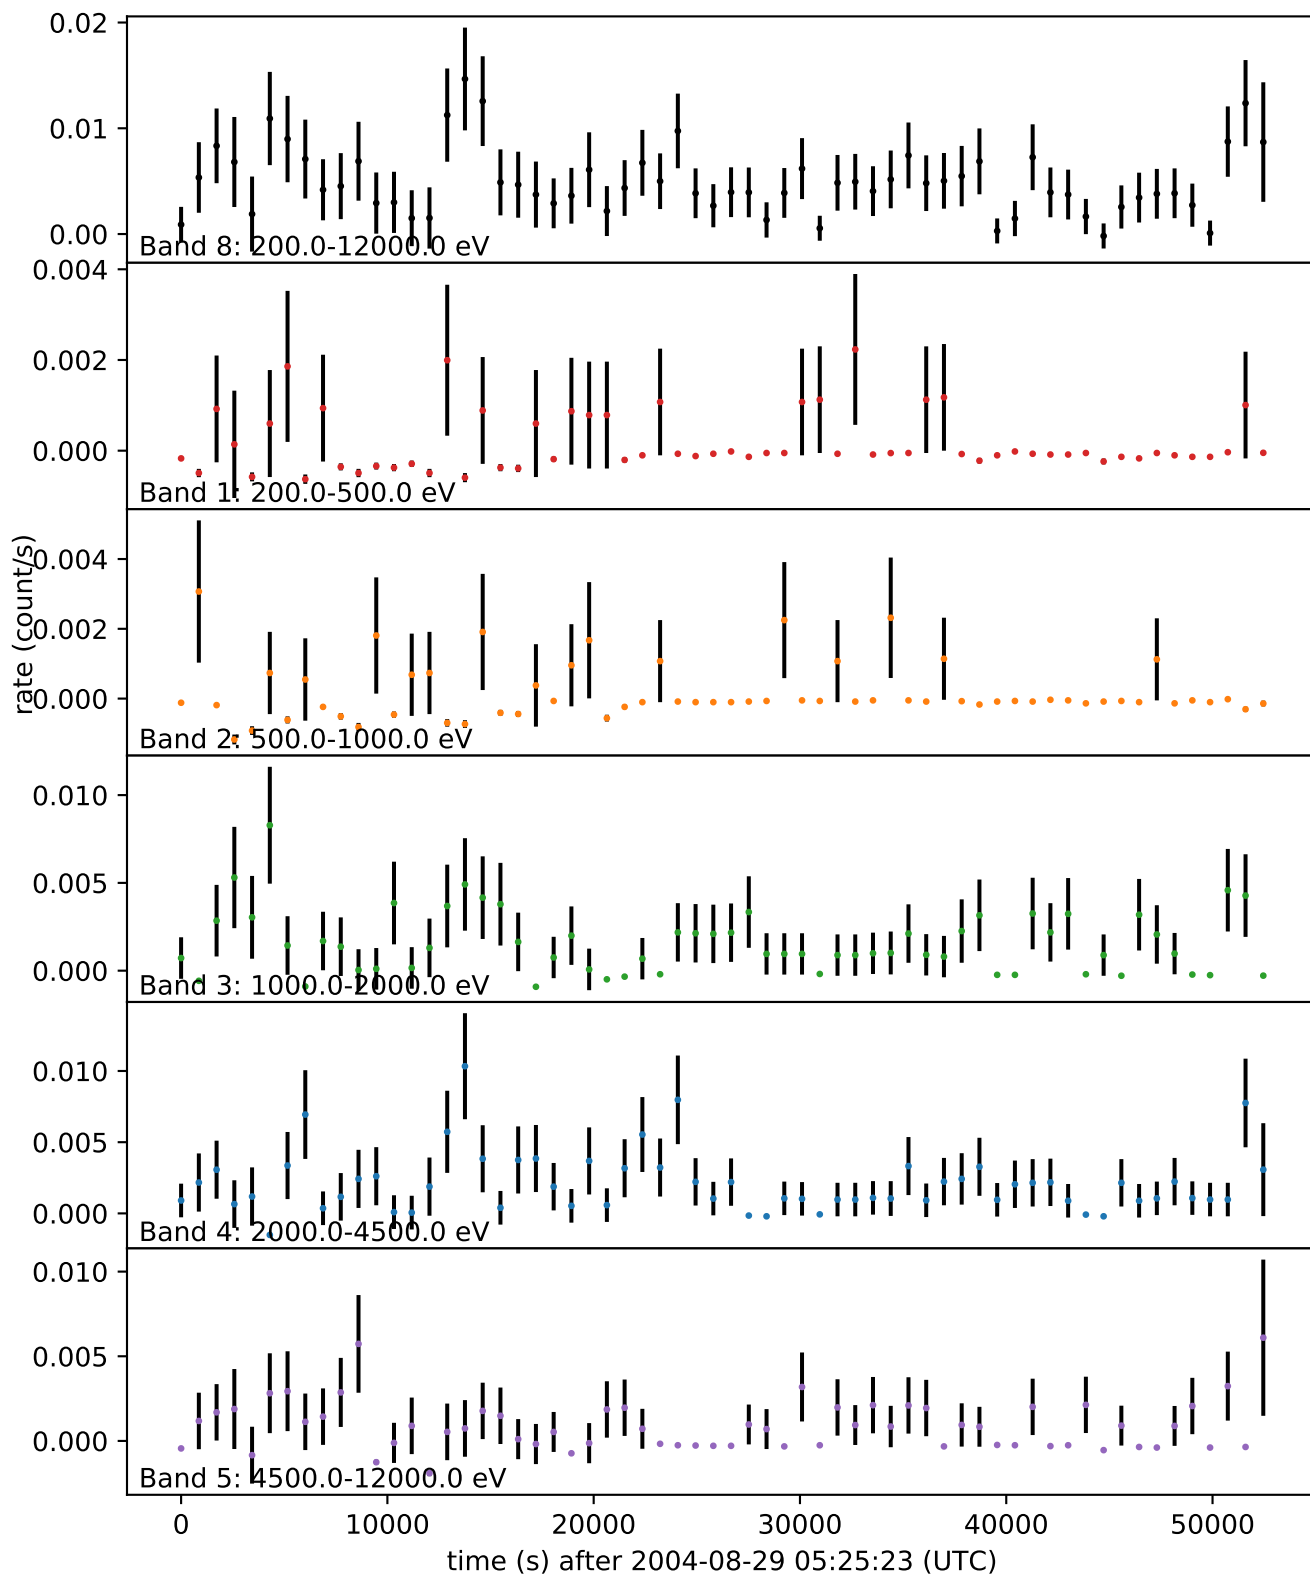 0.02
0.01
0.00
Band 8: 200.0-12000.0 eV
0.004
0.002
0.000
Band 1: 200.0-500.0 eV
rate (count/s)
0.004
0.002
0.000
Band 2: 500.0-1000.0 eV
0.010
0.005
0.000
Band 3: 1000.0-2000.0 eV
0.010
0.005
0.000
Band 4: 2000.0-4500.0 eV
0.010
0.005
0.000
Band 5: 4500.0-12000.0 eV
0 10000 20000 30000 40000 50000
time (s) after 2004-08-29 05:25:23 (UTC)